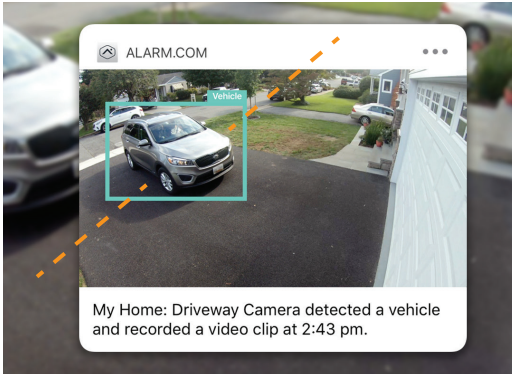 ALARM.COM
Vehicle
My Home: Driveway Camera detected a vehicle
and recorded a video clip at 2:43 pm.